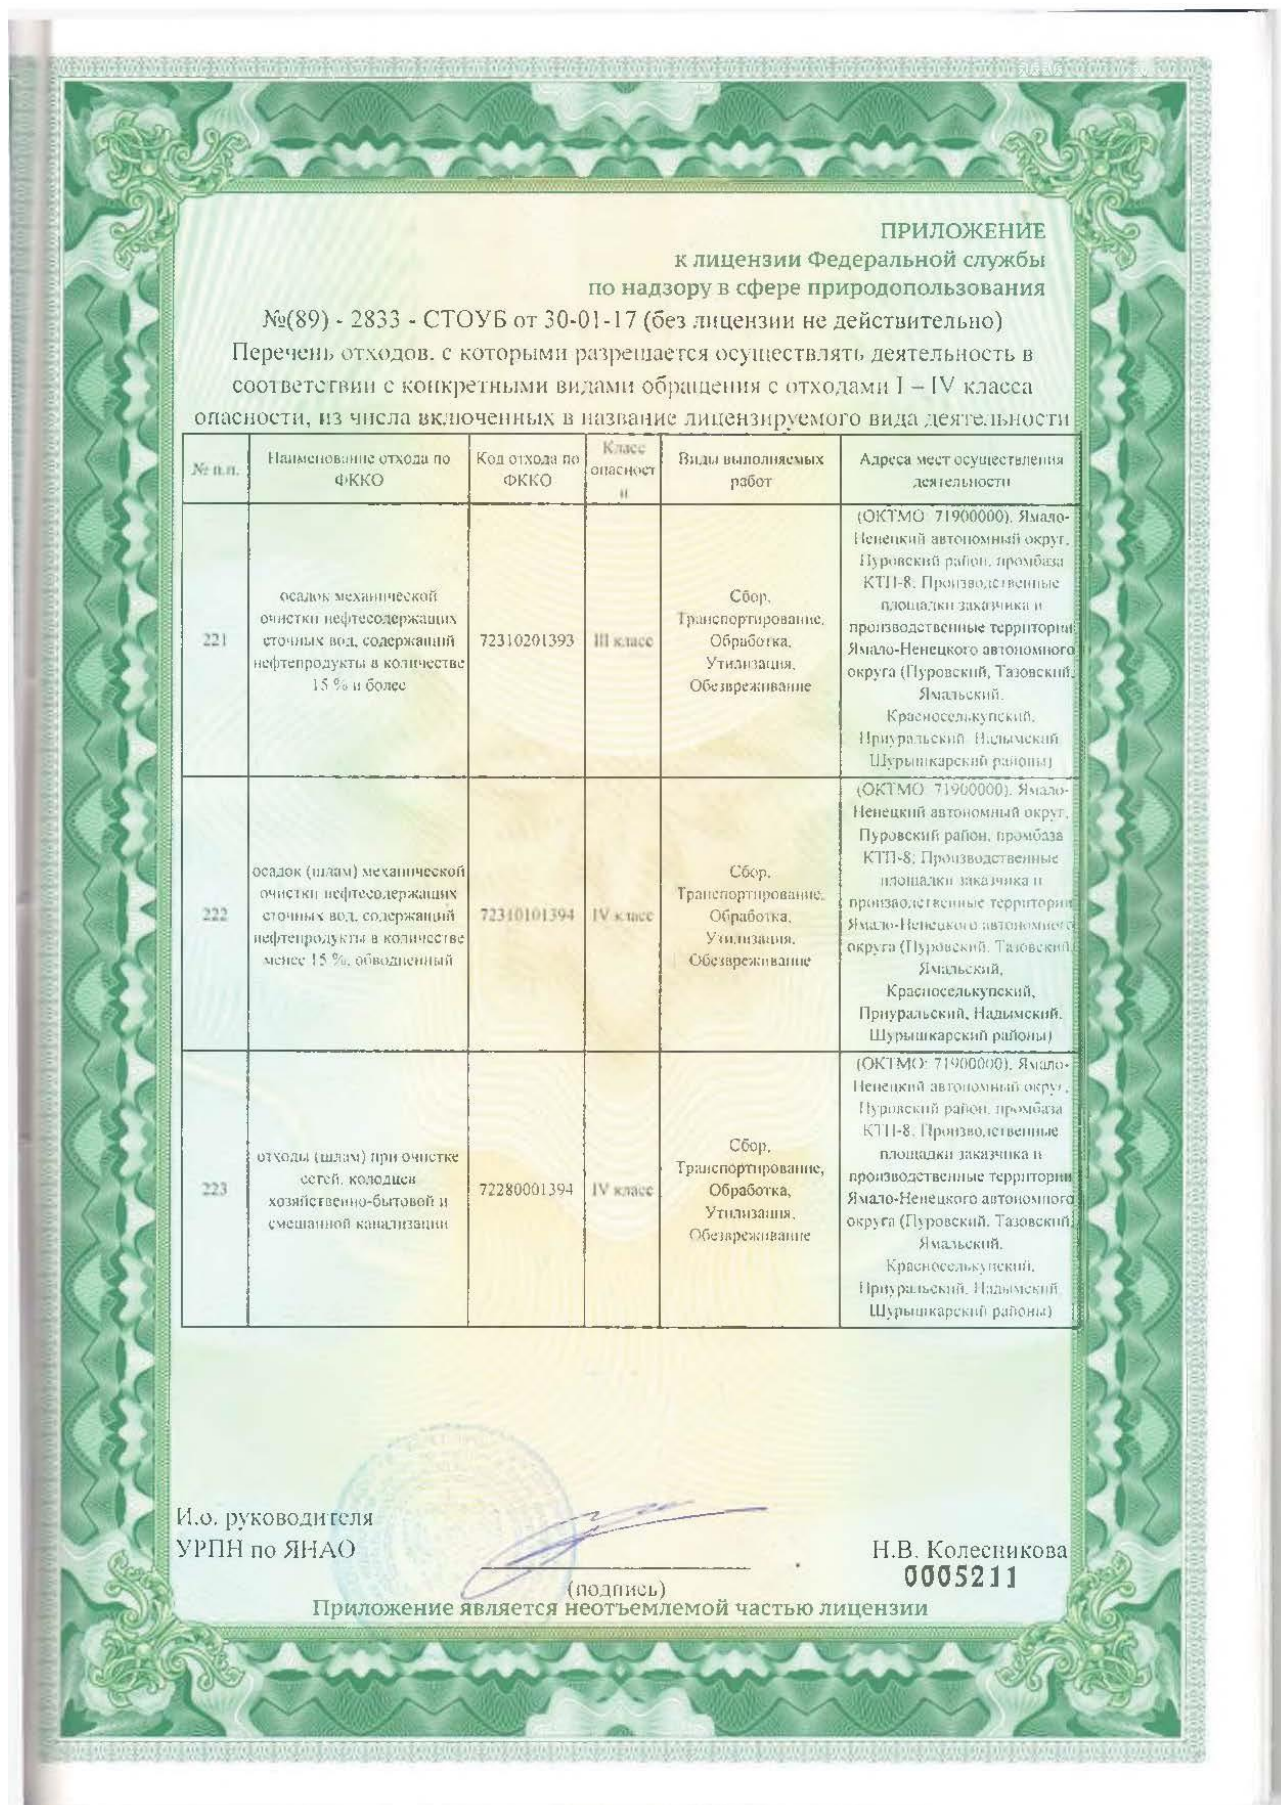 ПРИЛОЖЕНИЕ
к лицензии Федеральной службы
по надзору в сфере природопользования
№(89) - 2833 - СТОУБ от 30-01-17 (без лицензии не действительно)
Перечень отходов, с которыми разрешается осуществлять деятельность в
соответствии с конкретными видами обращения с отходами I – IV класса
опасности, из числа включенных в название лицензируемого вида деятельности
№ п.п.
Наименование отхода по
ФККО
Код отхода по
ФККО
Класс
опасност
и
Виды выполняемых
работ
Адреса мест осуществления
деятельности
221
осадок механической
очистки нефтесодержащих
сточных вод, содержащий
нефтепродукты в количестве
15 % и более
72310201393
III класс
Сбор,
Транспортирование,
Обработка,
Утилизация,
Обезвреживание
(ОКТМО: 71900000), Ямало-
Ненецкий автономный округ,
Пуровский район, промбаза
КТП-8; Производственные
площадки заказчика и
производственные территории
Ямало-Ненецкого автономного
округа (Пуровский, Тазовский,
Ямальский,
Красноселькупский,
Приуральский, Надымский,
Шурышкарский районы)
222
осадок (шлам) механической
очистки нефтесодержащих
сточных вод, содержащий
нефтепродукты в количестве
менее 15 %, обводненный
72310101394
IV класс
Сбор,
Транспортирование,
Обработка,
Утилизация,
Обезвреживание
(ОКТМО: 71900000), Ямало-
Ненецкий автономный округ,
Пуровский район, промбаза
КТП-8; Производственные
площадки заказчика и
производственные территории
Ямало-Ненецкого автономного
округа (Пуровский, Тазовский,
Ямальский,
Красноселькупский,
Приуральский, Надымский,
Шурышкарский районы)
223
отходы (шлам) при очистке
сетей, колодцев
хозяйственно-бытовой и
смешанной канализации
72280001394
IV класс
Сбор,
Транспортирование,
Обработка,
Утилизация,
Обезвреживание
(ОКТМО: 71900000), Ямало-
Ненецкий автономный округ,
Пуровский район, промбаза
КТП-8; Производственные
площадки заказчика и
производственные территории
Ямало-Ненецкого автономного
округа (Пуровский, Тазовский,
Ямальский,
Красноселькупский,
Приуральский, Надымский,
Шурышкарский районы)
И.о. руководителя
УРПН по ЯНАО
Н.В. Колесникова
0005211
(подпись)
Приложение является неотъемлемой частью лицензии